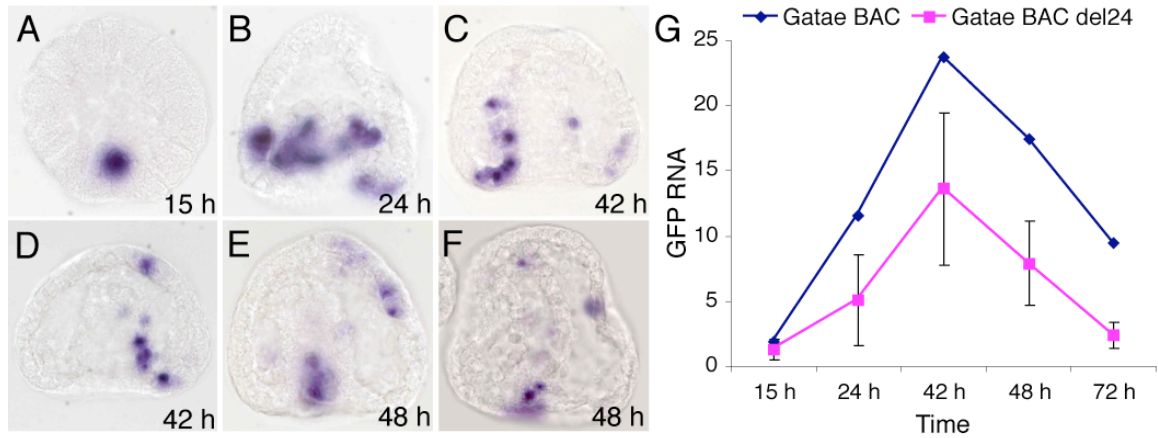 A
15 h
B
24 h
C
42 h
D
42 h
E
48 h
F
48 h
G
Gatae BAC
Gatae BAC del24
GFP RNA
25
20
15
10
5
0
15 h 24 h 42 h 48 h 72 h
Time